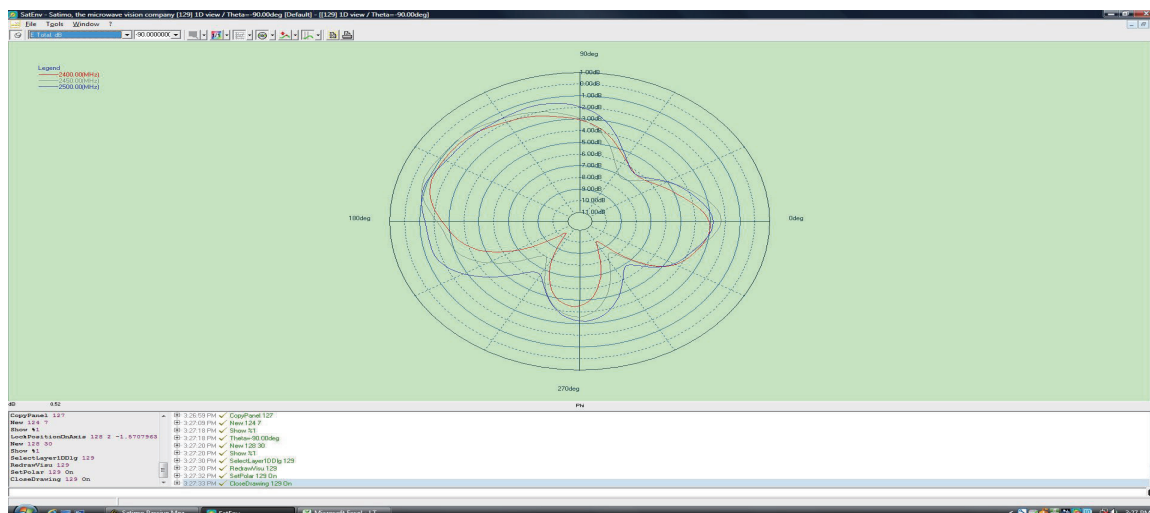 SatEnv - Satimo, the microwave vision company [129] 1D view / Theta=-90.00deg [Default] - [[129] 1D view / Theta=-90.00deg]
File Tools Window ?
E Total dB -90.000000
Legend
2400.00(MHz)
2450.00(MHz)
2500.00(MHz)
90deg
1.00dB
0.00dB
-1.00dB
-2.00dB
-3.00dB
-4.00dB
-5.00dB
-6.00dB
-7.00dB
-8.00dB
-9.00dB
-10.00dB
-11.00dB
180deg
0deg
270deg
dB 0.52 Phi
CopyPanel 127
New 124 7
Show %1
LockPositionOnAxis 128 2 -1.5707963
New 128 30
Show %1
SelectLayer1DDlg 129
RedrawVisu 129
SetPolar 129 On
CloseDrawing 129 On
3:26:59 PM CopyPanel 127
3:27:09 PM New 124 7
3:27:18 PM Show %1
3:27:18 PM Theta=-90.00deg
3:27:20 PM New 128 30
3:27:20 PM Show %1
3:27:30 PM SelectLayer1DDlg 129
3:27:30 PM RedrawVisu 129
3:27:32 PM SetPolar 129 On
3:27:33 PM CloseDrawing 129 On
SatEnv
3:27 PM